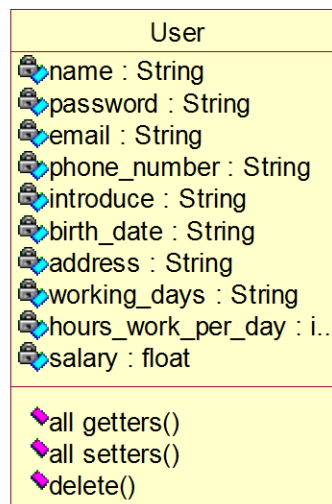 User
name : String
password : String
email : String
phone_number : String
introduce : String
birth_date : String
address : String
working_days : String
hours_work_per_day : i..
salary : float
all getters()
all setters()
delete()